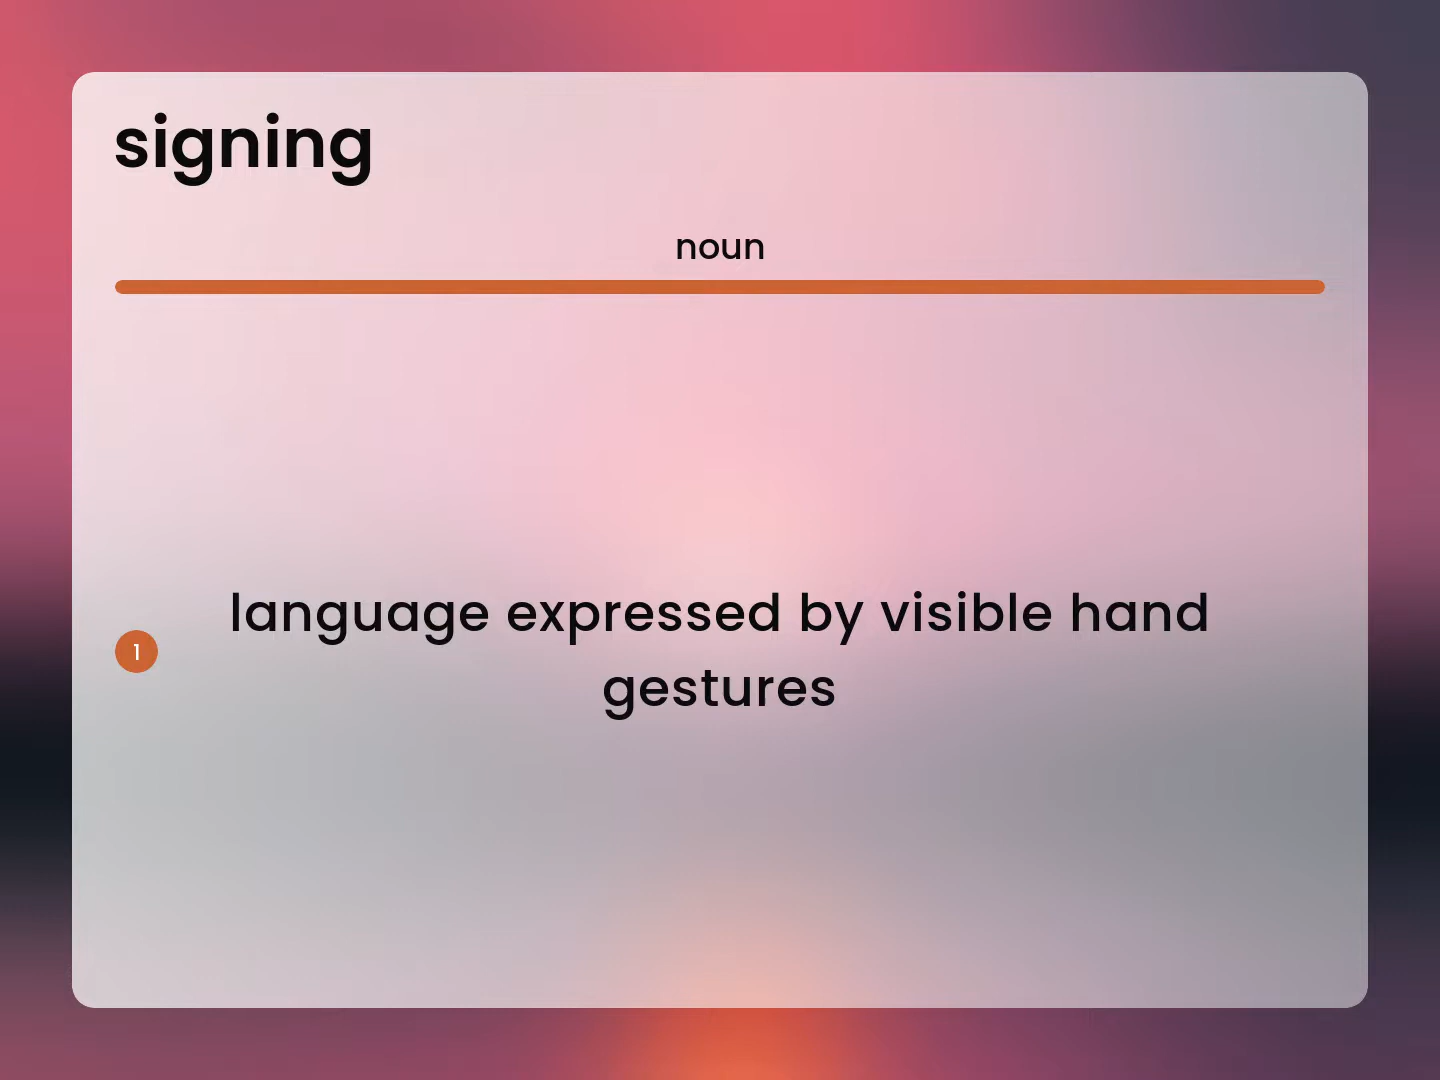 signing
noun
1
language expressed by visible hand
gestures